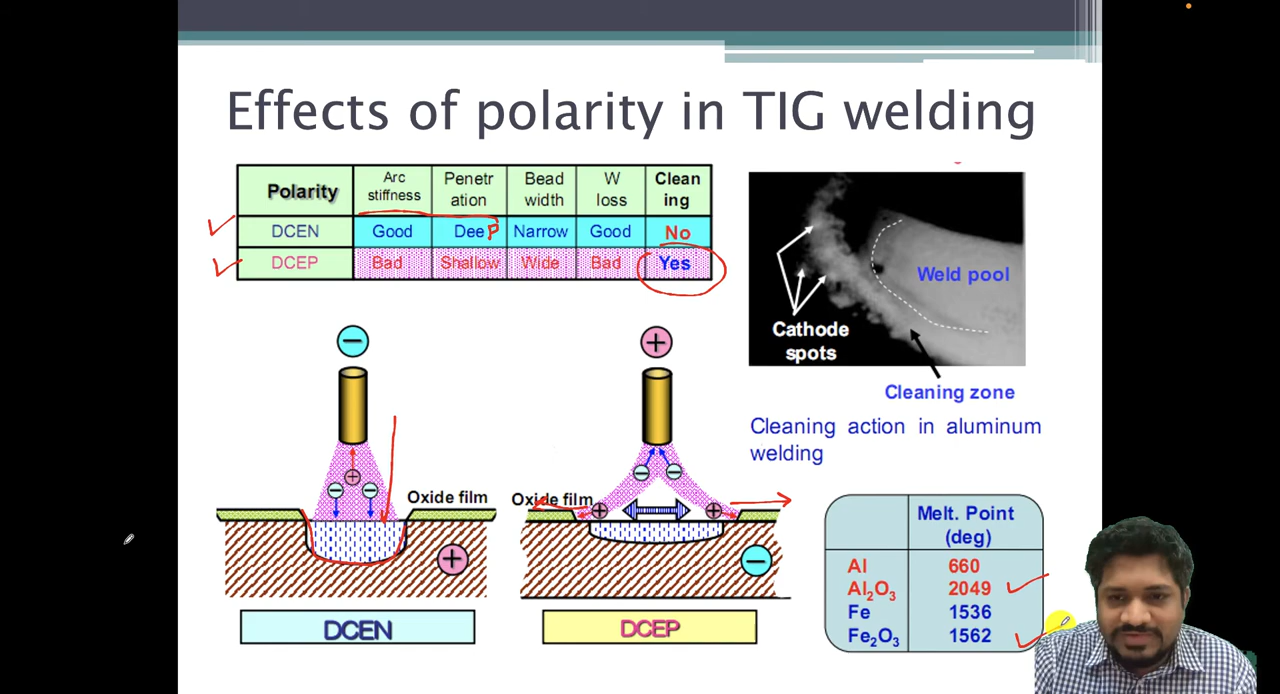 Effects of polarity in TIG welding
Polarity
Arc stiffness
Penetr ation
Bead width
W loss
Clean ing
DCEN Good Deep Narrow Good No
DCEP Bad Shallow Wide Bad Yes
Weld pool
Cathode
spots
Cleaning zone
Cleaning action in aluminum
welding
−
+
Oxide film
Oxide film
+
−
−
−
−
+
+
+
−
DCEN
DCEP
Melt. Point
(deg)
Al 660
Al2O3 2049
Fe 1536
Fe2O3 1562